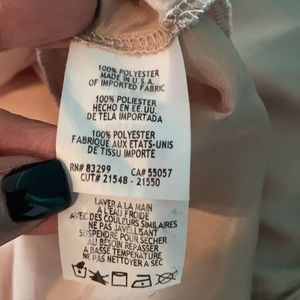 100% POLYESTER
MADE IN U.S.A.
OF IMPORTED FABRIC
100% POLIESTER
HECHO EN EE.UU.
DE TELA IMPORTADA
100% POLYESTER
FABRIQUE AUX ETATS-UNIS
DE TISSU IMPORTE
RN# 83299 CA# 55057
CUT# 21548 - 21550
LAVER A LA MAIN
A L'EAU FROIDE
AVEC DES COULEURS SIMILAIRES
NE PAS JAVELLISANT
SUSPENDRE POUR SECHER
AU BESOIN REPASSER
A BASSE TEMPERATURE
NE PAS NETTOYER A SEC